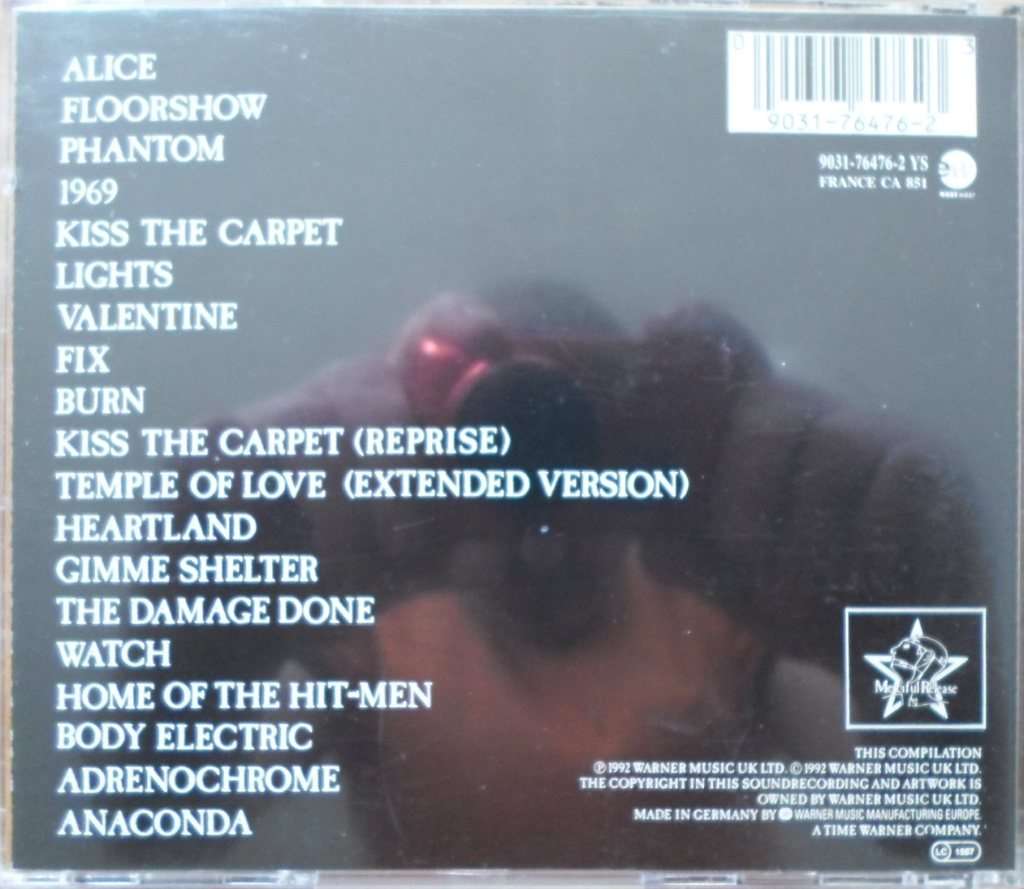 ALICE
FLOORSHOW
PHANTOM
1969
KISS THE CARPET
LIGHTS
VALENTINE
FIX
BURN
KISS THE CARPET (REPRISE)
TEMPLE OF LOVE (EXTENDED VERSION)
HEARTLAND
GIMME SHELTER
THE DAMAGE DONE
WATCH
HOME OF THE HIT-MEN
BODY ELECTRIC
ADRENOCHROME
ANACONDA
0 3
9031-76476-2
9031-76476-2 YS
FRANCE CA 851
Merciful Release
THIS COMPILATION
Ⓟ 1992 WARNER MUSIC UK LTD. © 1992 WARNER MUSIC UK LTD.
THE COPYRIGHT IN THIS SOUNDRECORDING AND ARTWORK IS
OWNED BY WARNER MUSIC UK LTD.
MADE IN GERMANY BY WARNER MUSIC MANUFACTURING EUROPE.
A TIME WARNER COMPANY.
LC 1557